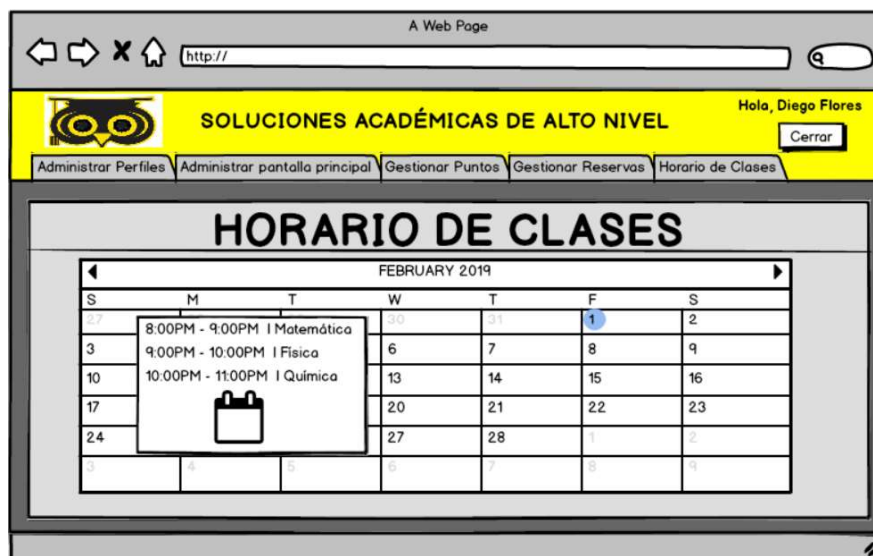 A Web Page
http://
SOLUCIONES ACADÉMICAS DE ALTO NIVEL
Hola, Diego Flores
Cerrar
Administrar Perfiles Administrar pantalla principal Gestionar Puntos Gestionar Reservas Horario de Clases
HORARIO DE CLASES
FEBRUARY 2019
S M T W T F S
27 30 31 1 2
8:00PM - 9:00PM | Matemática
9:00PM - 10:00PM | Física
10:00PM - 11:00PM | Química
3 6 7 8 9
10 13 14 15 16
17 20 21 22 23
24 27 28 1 2
3 4 5 6 7 8 9